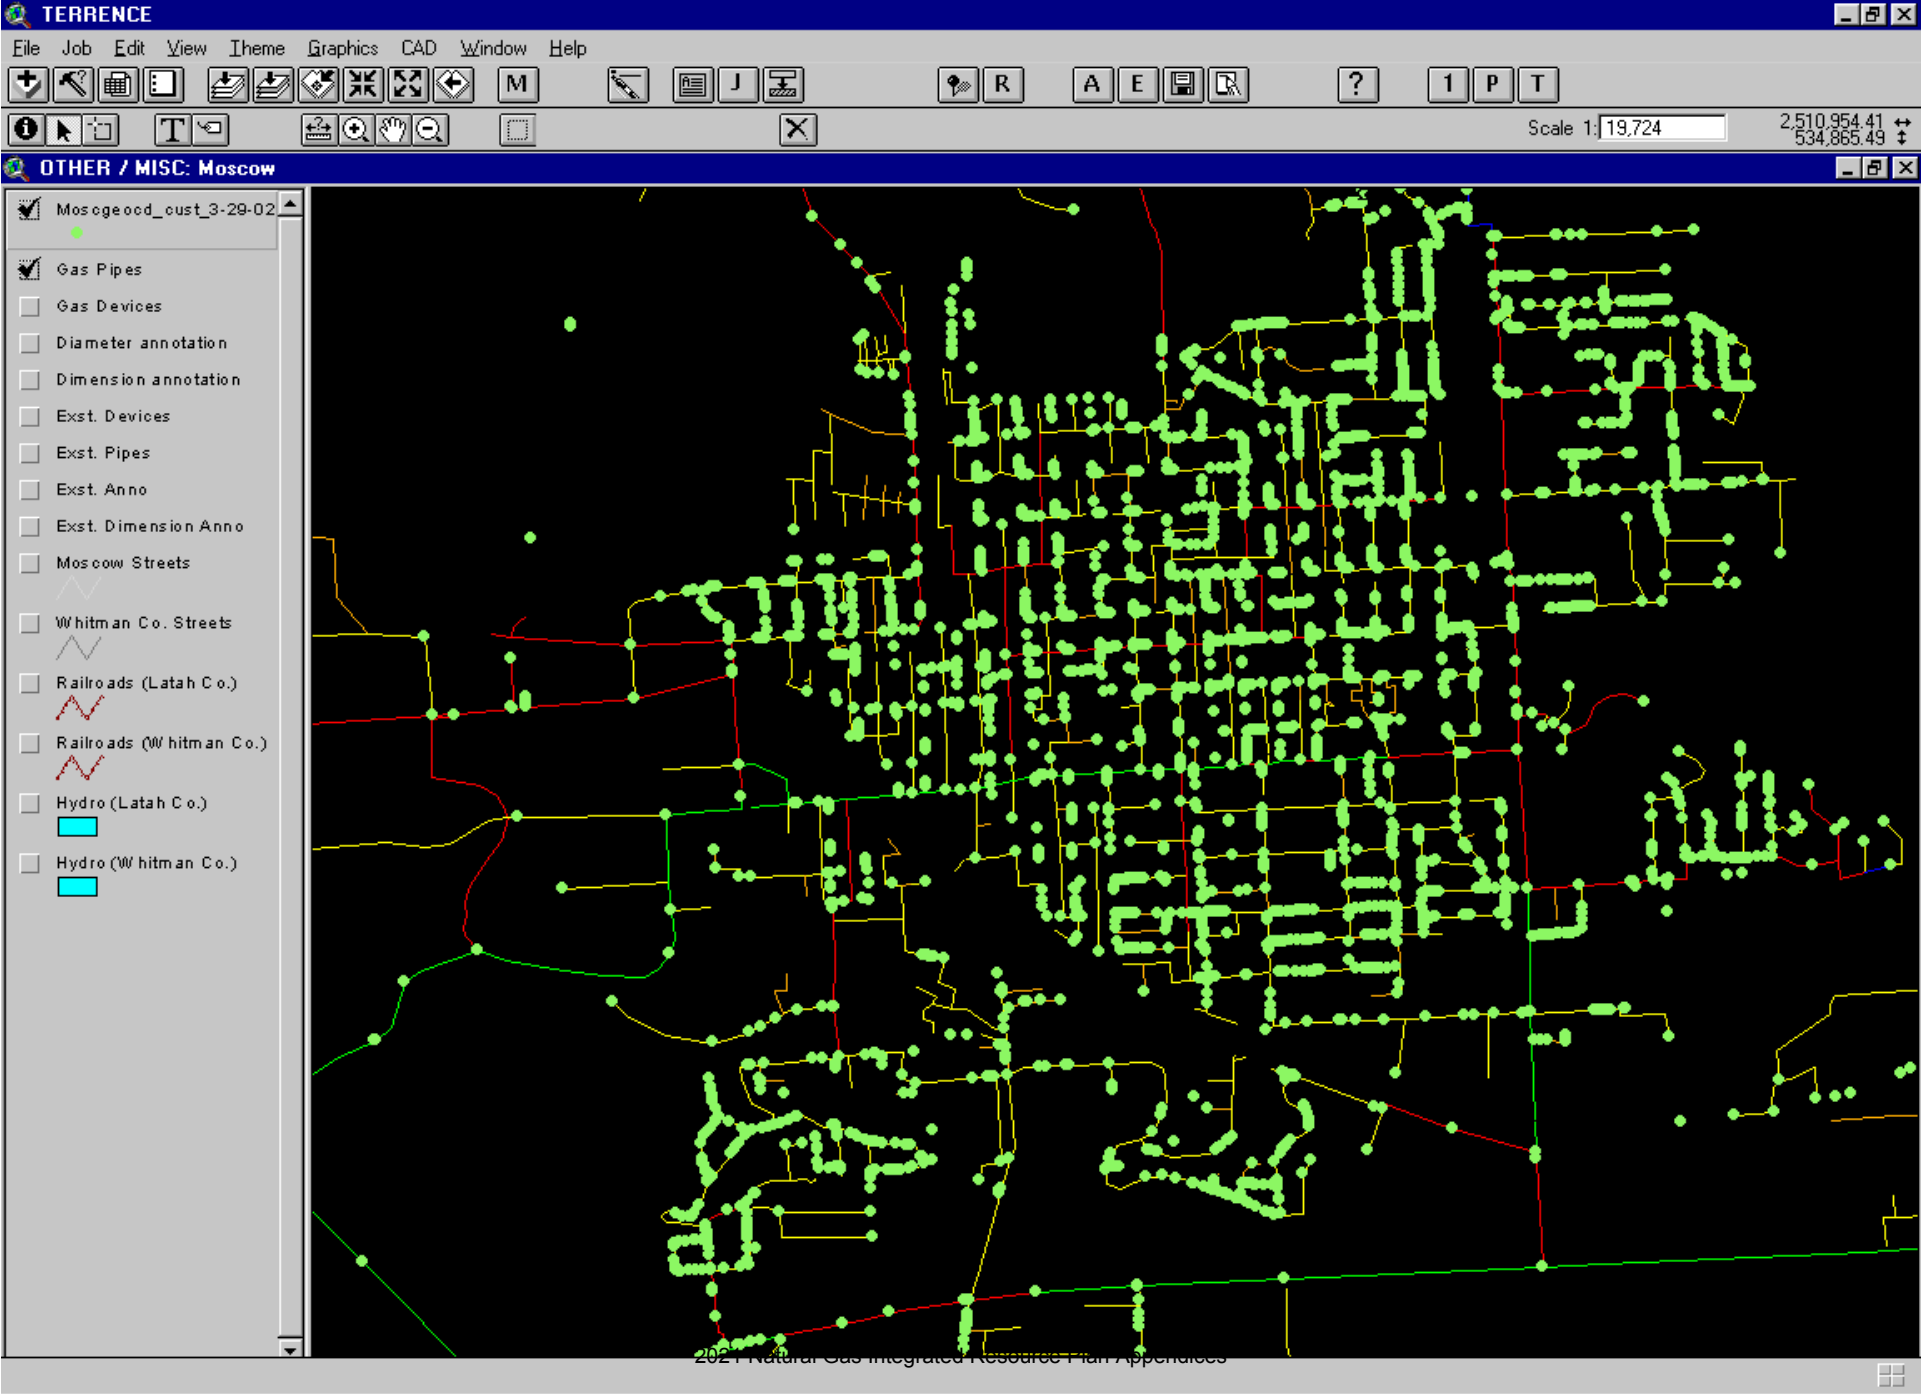 TERRENCE
File Job Edit View Theme Graphics CAD Window Help
M J R A E ? 1 P T
T Scale 1: 19,724 2,510,954.41
534,865.49
OTHER / MISC: Moscow
Moscgeocd_cust_3-29-02
Gas Pipes
Gas Devices
Diameter annotation
Dimension annotation
Exst. Devices
Exst. Pipes
Exst. Anno
Exst. Dimension Anno
Moscow Streets
Whitman Co. Streets
Railroads (Latah Co.)
Railroads (Whitman Co.)
Hydro (Latah Co.)
Hydro (Whitman Co.)
2021 Natural Gas Integrated Resource Plan Appendices